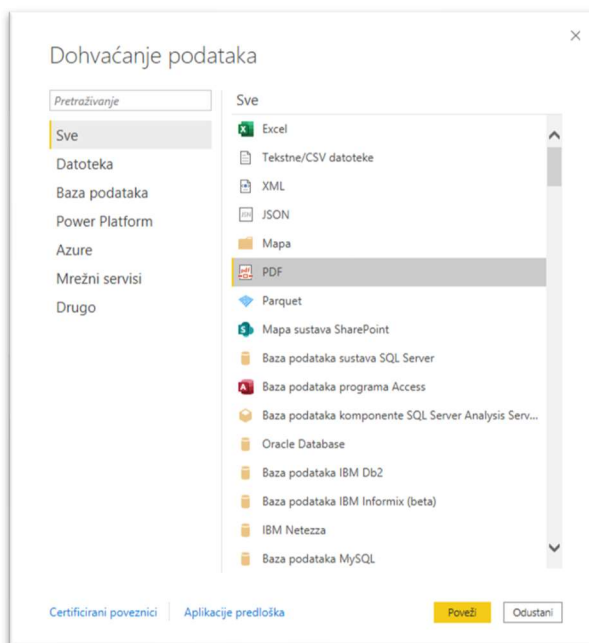 Dohvaćanje podataka
Pretraživanje
Sve
Datoteka
Baza podataka
Power Platform
Azure
Mrežni servisi
Drugo
Sve
Excel
Tekstne/CSV datoteke
XML
JSON
Mapa
PDF
Parquet
Mapa sustava SharePoint
Baza podataka sustava SQL Server
Baza podataka programa Access
Baza podataka komponente SQL Server Analysis Serv...
Oracle Database
Baza podataka IBM Db2
Baza podataka IBM Informix (beta)
IBM Netezza
Baza podataka MySQL
Certificirani poveznici Aplikacije predloška Poveži Odustani